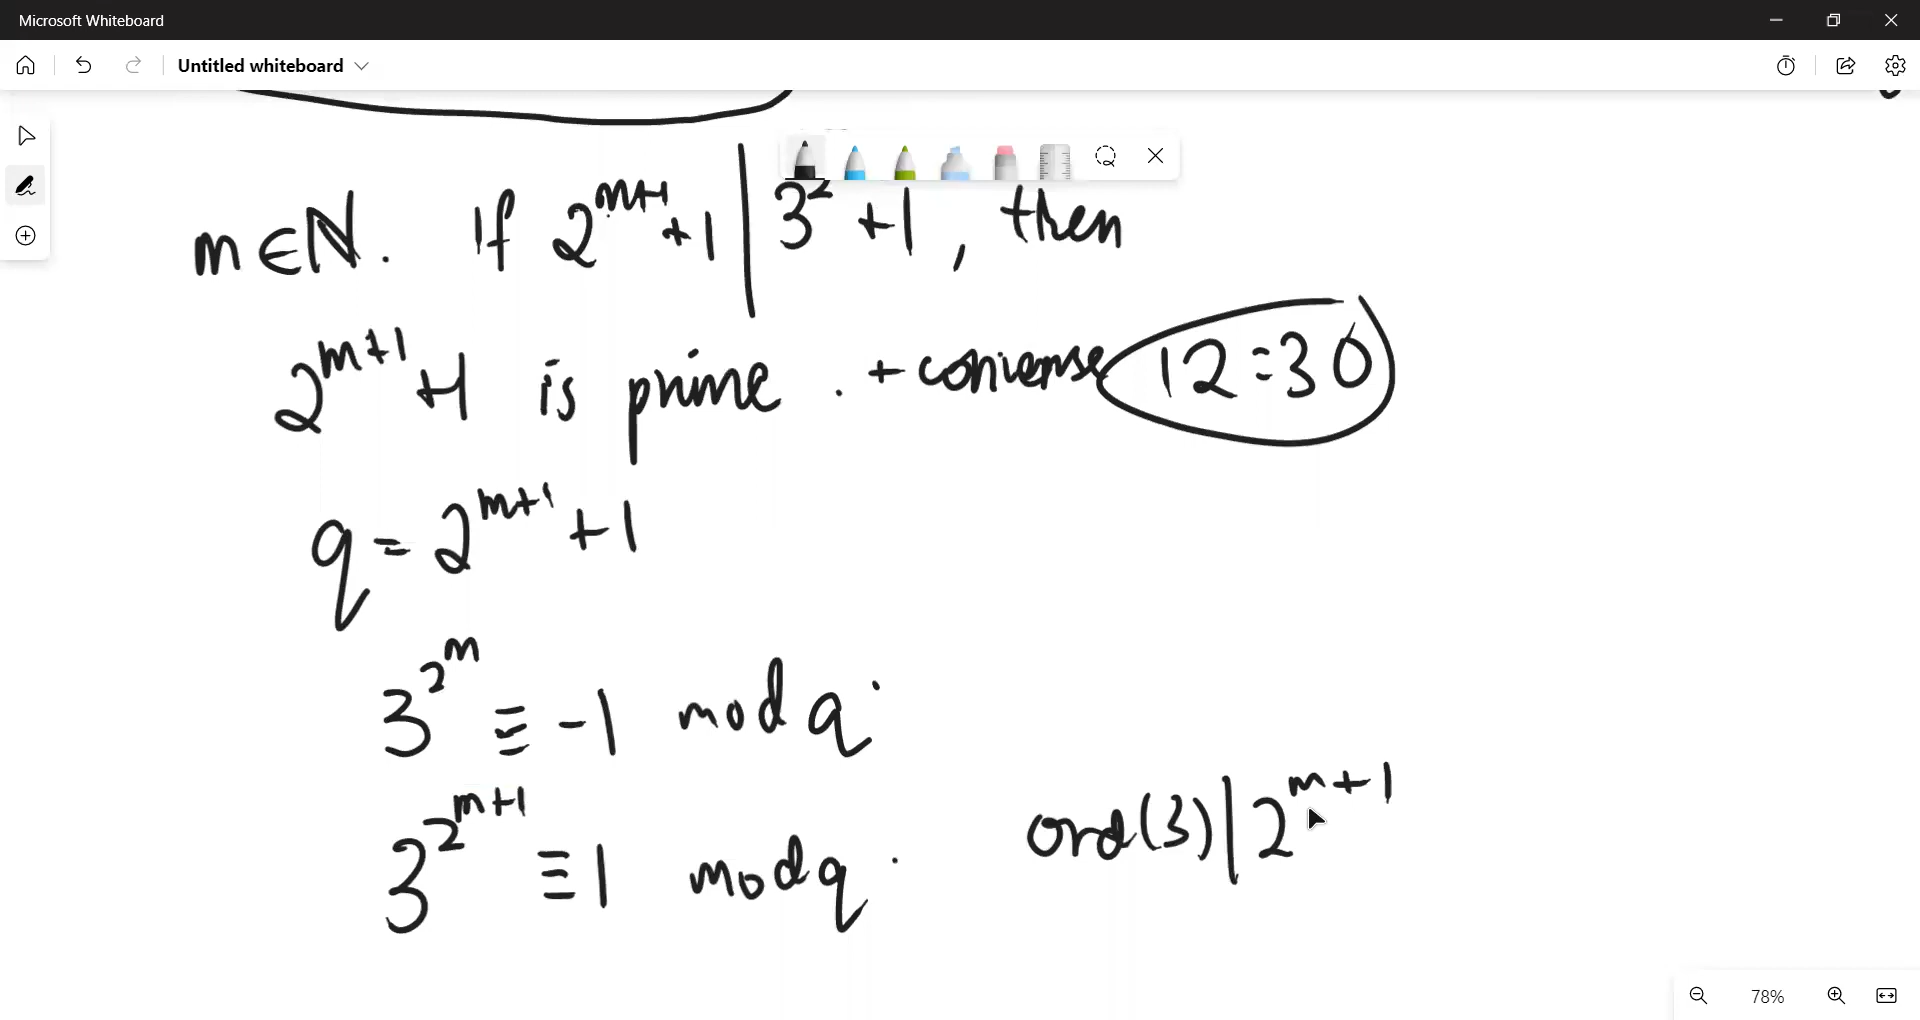 Microsoft Whiteboard
Untitled whiteboard
m ∈ ℕ. If 2^{m+1} + 1 | 3^2 + 1, then
2^{m+1} + 1 is prime. + converse 12:30
q = 2^{m+1} + 1
3^{2^m} ≡ -1 mod q.
3^{2^{m+1}} ≡ 1 mod q. ord(3) | 2^{m+1}
78%